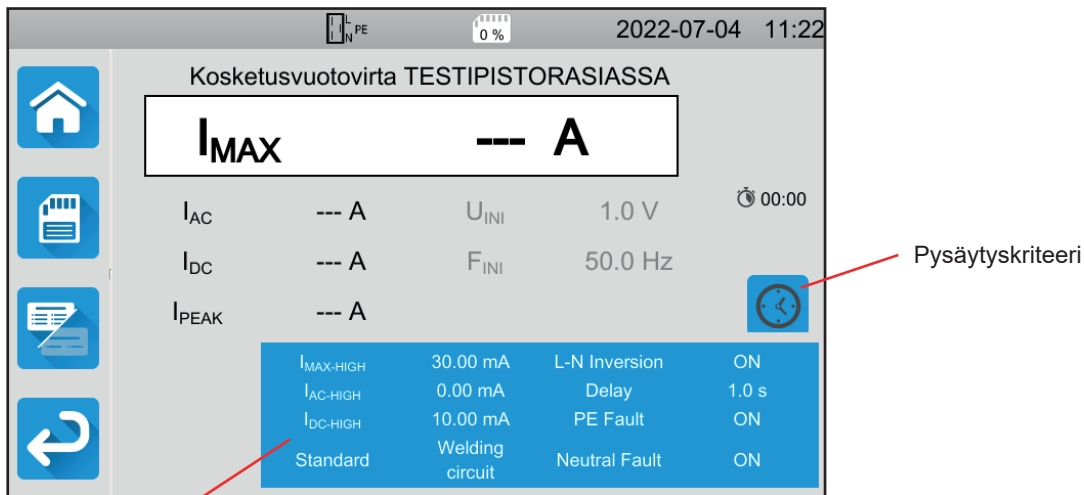 L N PE 0 % 2022-07-04 11:22
Kosketusvuotovirta TESTIPISTORASIASSA
IMAX --- A
IAC --- A UINI 1.0 V 00:00
IDC --- A FINI 50.0 Hz
Pysäytyskriteeri
IPEAK --- A
IMAX-HIGH 30.00 mA L-N Inversion ON
IAC-HIGH 0.00 mA Delay 1.0 s
IDC-HIGH 10.00 mA PE Fault ON
Standard Welding circuit Neutral Fault ON